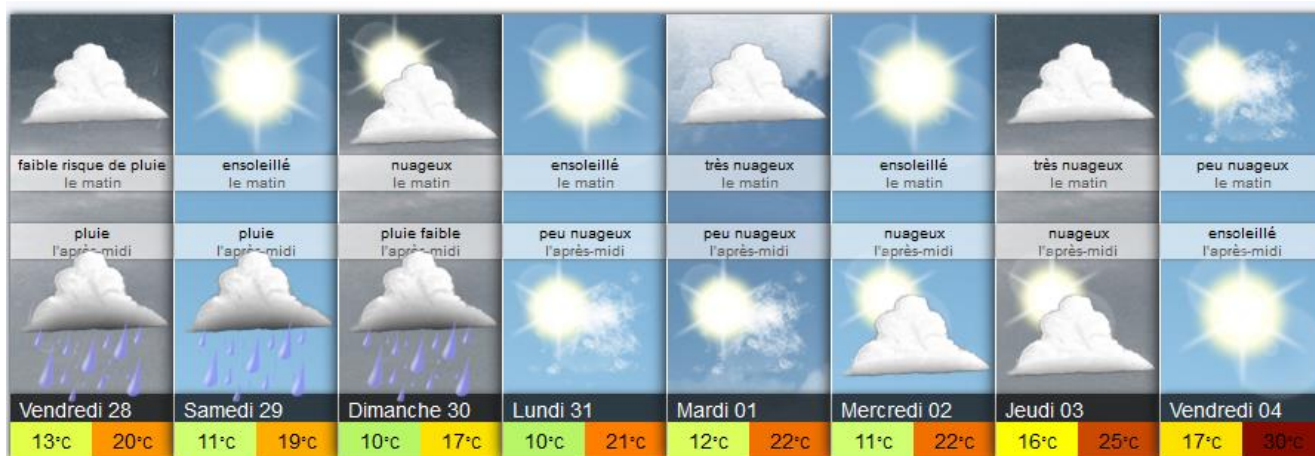 faible risque de pluie
le matin
pluie
l'après-midi
Vendredi 28
13°C 20°C
ensoleillé
le matin
pluie
l'après-midi
Samedi 29
11°C 19°C
nuageux
le matin
pluie faible
l'après-midi
Dimanche 30
10°C 17°C
ensoleillé
le matin
peu nuageux
l'après-midi
Lundi 31
10°C 21°C
très nuageux
le matin
peu nuageux
l'après-midi
Mardi 01
12°C 22°C
ensoleillé
le matin
nuageux
l'après-midi
Mercredi 02
11°C 22°C
très nuageux
le matin
nuageux
l'après-midi
Jeudi 03
16°C 25°C
peu nuageux
le matin
ensoleillé
l'après-midi
Vendredi 04
17°C 30°C